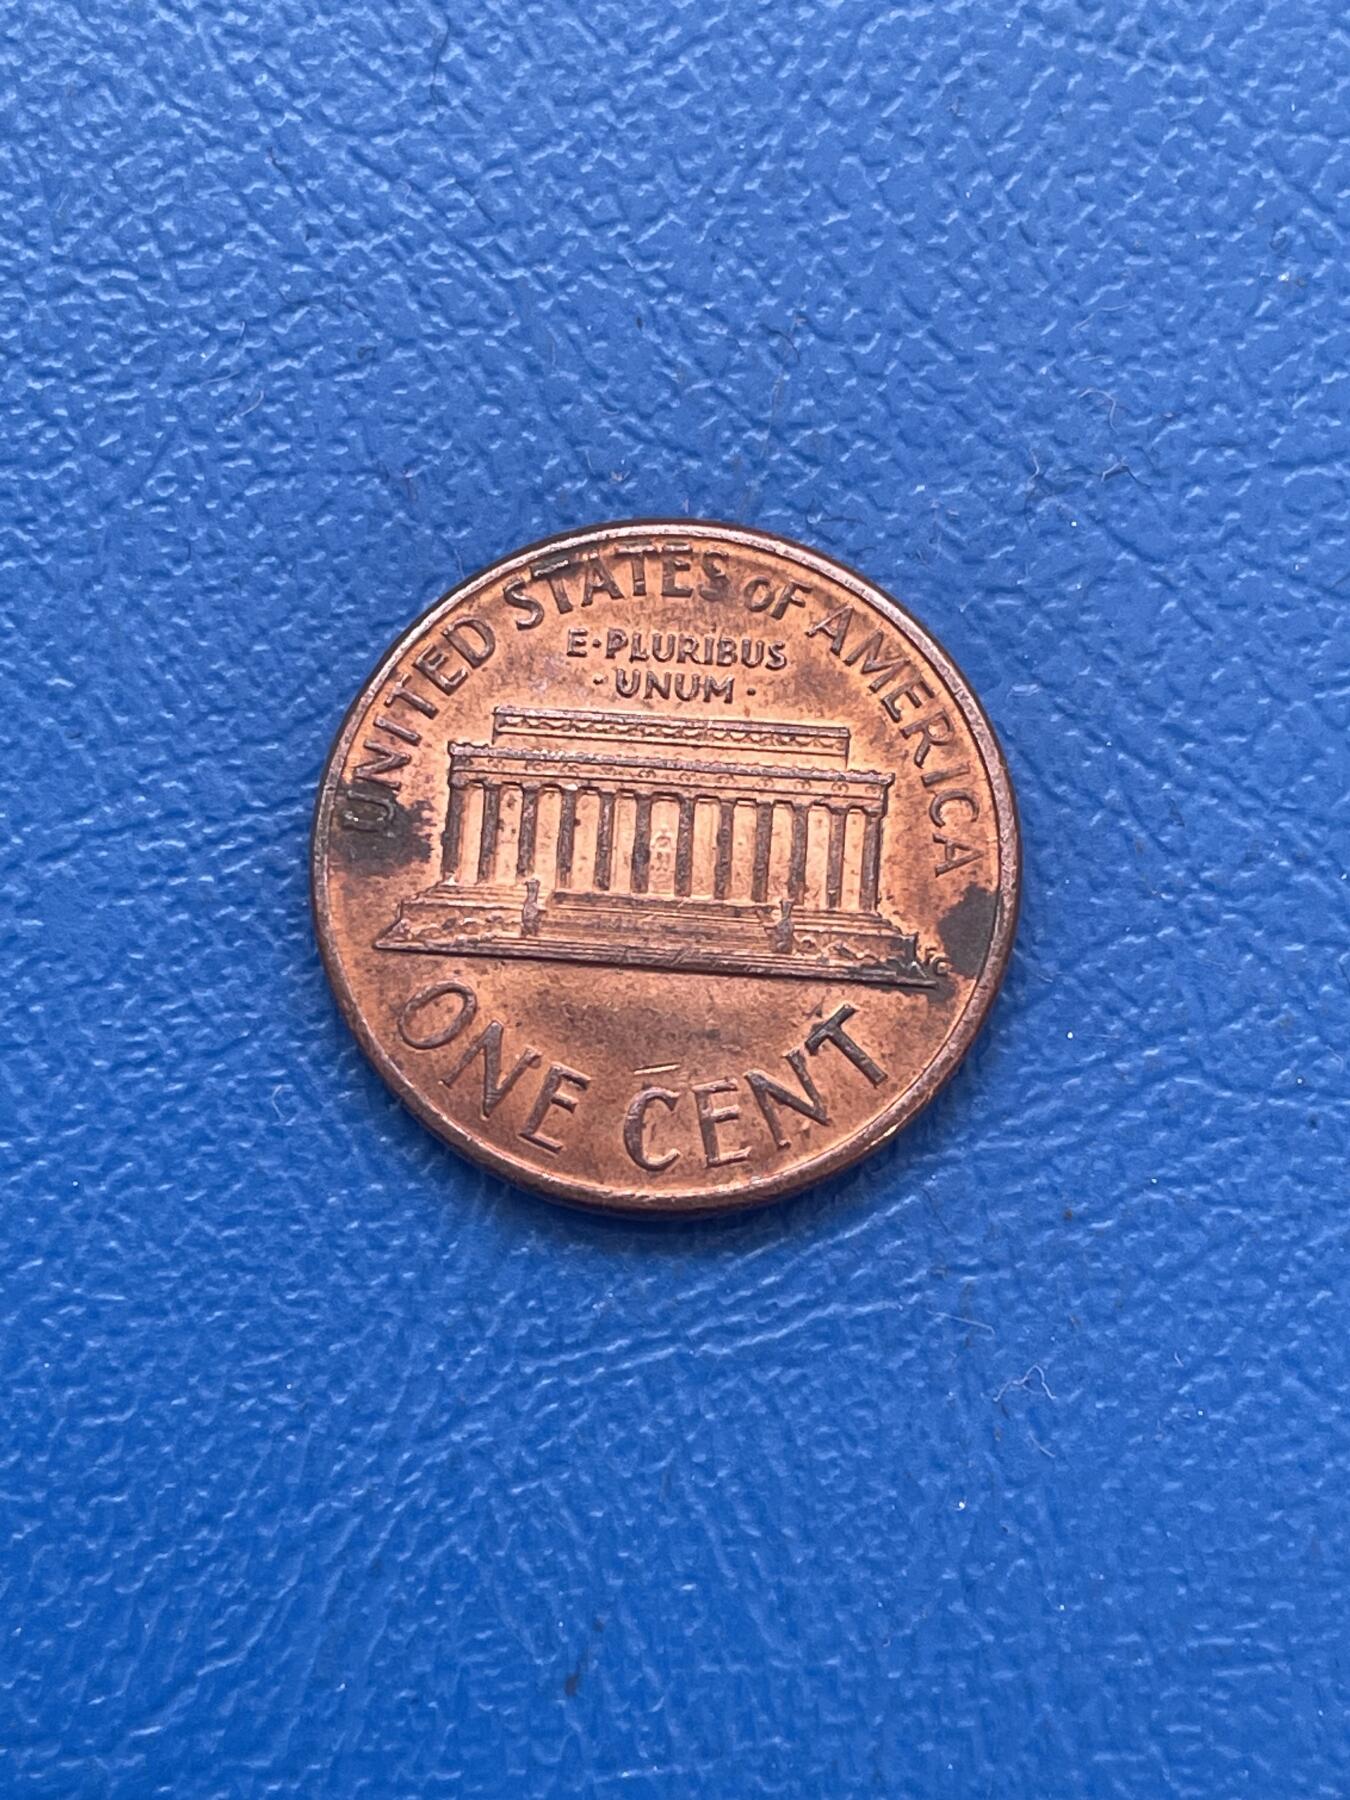 UNITED STATES OF AMERICA
E·PLURIBUS
·UNUM·
ONE CENT